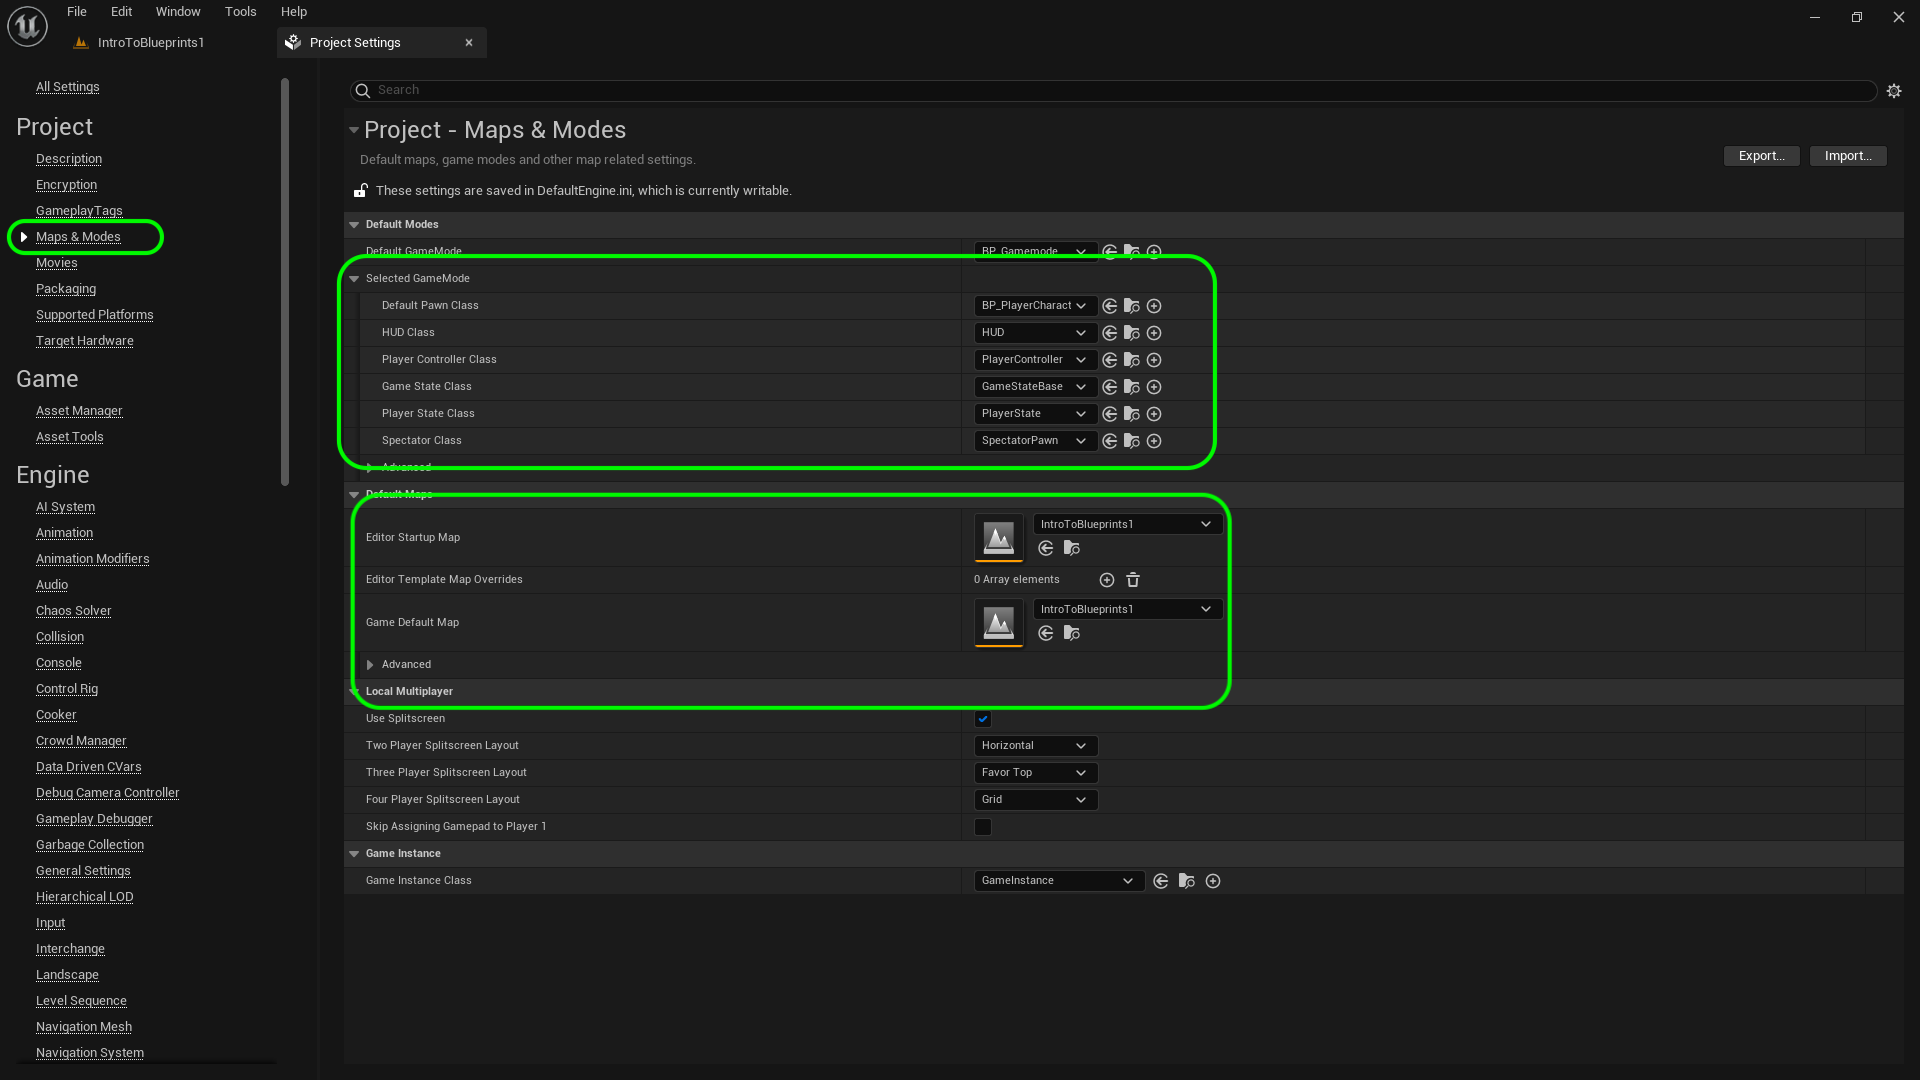 File Edit Window Tools Help
IntroToBlueprints1
Project Settings
All Settings
Project
Description
Encryption
GameplayTags
Maps & Modes
Movies
Packaging
Supported Platforms
Target Hardware
Game
Asset Manager
Asset Tools
Engine
AI System
Animation
Animation Modifiers
Audio
Chaos Solver
Collision
Console
Control Rig
Cooker
Crowd Manager
Data Driven CVars
Debug Camera Controller
Gameplay Debugger
Garbage Collection
General Settings
Hierarchical LOD
Input
Interchange
Landscape
Level Sequence
Navigation Mesh
Navigation System
Search
Project - Maps & Modes
Default maps, game modes and other map related settings.
Export... Import...
These settings are saved in DefaultEngine.ini, which is currently writable.
Default Modes
Default GameMode BP_Gamemode
Selected GameMode
Default Pawn Class BP_PlayerCharact
HUD Class HUD
Player Controller Class PlayerController
Game State Class GameStateBase
Player State Class PlayerState
Spectator Class SpectatorPawn
Advanced
Default Maps
Editor Startup Map IntroToBlueprints1
Editor Template Map Overrides 0 Array elements
Game Default Map IntroToBlueprints1
Advanced
Local Multiplayer
Use Splitscreen
Two Player Splitscreen Layout Horizontal
Three Player Splitscreen Layout Favor Top
Four Player Splitscreen Layout Grid
Skip Assigning Gamepad to Player 1
Game Instance
Game Instance Class GameInstance